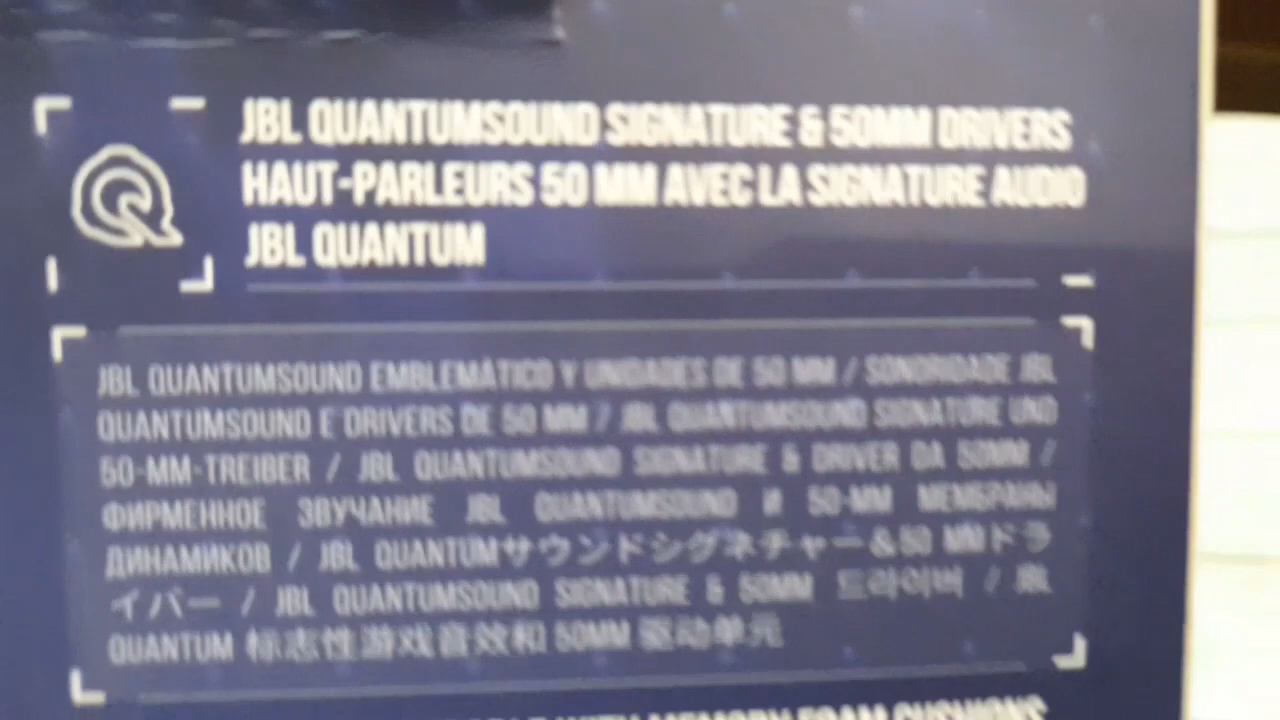 JBL QUANTUMSOUND SIGNATURE & 50MM DRIVERS
HAUT-PARLEURS 50 MM AVEC LA SIGNATURE AUDIO
JBL QUANTUM
JBL QUANTUMSOUND EMBLEMÁTICO Y UNIDADES DE 50 MM / SONORIDADE JBL
QUANTUMSOUND E DRIVERS DE 50 MM / JBL QUANTUMSOUND SIGNATURE UND
50-MM-TREIBER / JBL QUANTUMSOUND SIGNATURE & DRIVER DA 50MM /
ФИРМЕННОЕ ЗВУЧАНИЕ JBL QUANTUMSOUND И 50-ММ МЕМБРАНЫ
ДИНАМИКОВ / JBL QUANTUMサウンドシグネチャー&50 MMドラ
イバー / JBL QUANTUMSOUND SIGNATURE & 50MM 드라이버 / JBL
QUANTUM 标志性游戏音效和 50MM 驱动单元
WITH MEMORY FOAM CUSHIONS